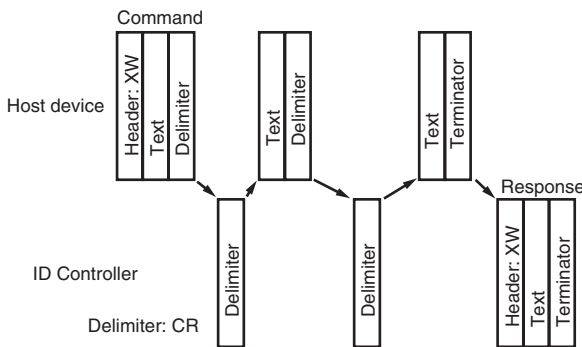 Command
Host device
Header: XW
Text
Delimiter
Text
Delimiter
Text
Terminator
Response
ID Controller
Delimiter
Delimiter
Header: XW
Text
Terminator
Delimiter: CR